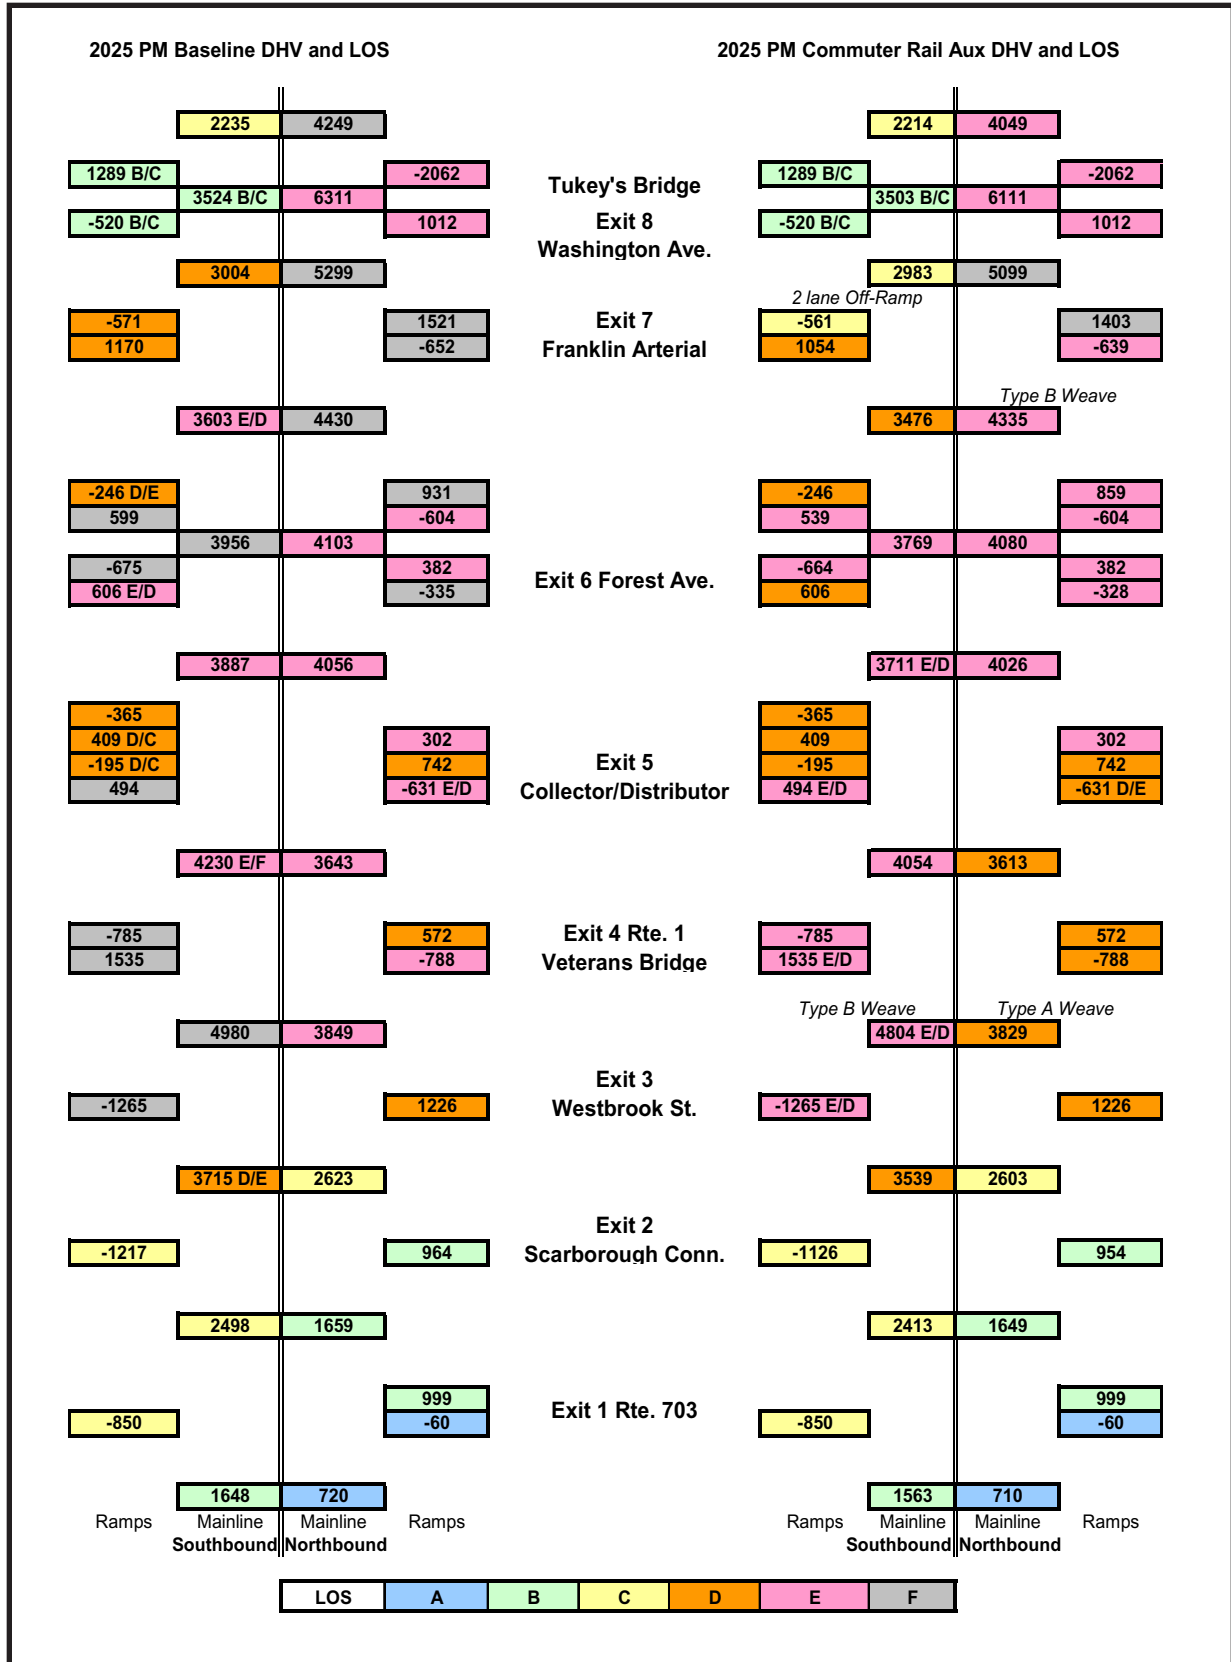 2025 PM Baseline DHV and LOS 2025 PM Commuter Rail Aux DHV and LOS
2235 4249 2214 4049
1289 B/C -2062 1289 B/C -2062
Tukey's Bridge
3524 B/C 6311 3503 B/C 6111
-520 B/C 1012 Exit 8 -520 B/C 1012
Washington Ave.
3004 5299 2983 5099
2 lane Off-Ramp
-571 1521 Exit 7 -561 1403
1170 -652 Franklin Arterial 1054 -639
Type B Weave
3603 E/D 4430 3476 4335
-246 D/E 931 -246 859
599 -604 539 -604
3956 4103 3769 4080
-675 382 -664 382
Exit 6 Forest Ave.
606 E/D -335 606 -328
3887 4056 3711 E/D 4026
-365 -365
409 D/C 302 409 302
-195 D/C 742 Exit 5 -195 742
494 -631 E/D Collector/Distributor 494 E/D -631 D/E
4230 E/F 3643 4054 3613
-785 572 Exit 4 Rte. 1 -785 572
1535 -788 Veterans Bridge 1535 E/D -788
Type B Weave Type A Weave
4980 3849 4804 E/D 3829
Exit 3
-1265 1226 Westbrook St. -1265 E/D 1226
3715 D/E 2623 3539 2603
Exit 2
-1217 964 Scarborough Conn. -1126 954
2498 1659 2413 1649
999 999
Exit 1 Rte. 703
-850 -60 -850 -60
1648 720 1563 710
Ramps Mainline Mainline Ramps Ramps Mainline Mainline Ramps
Southbound Northbound Southbound Northbound
LOS A B C D E F